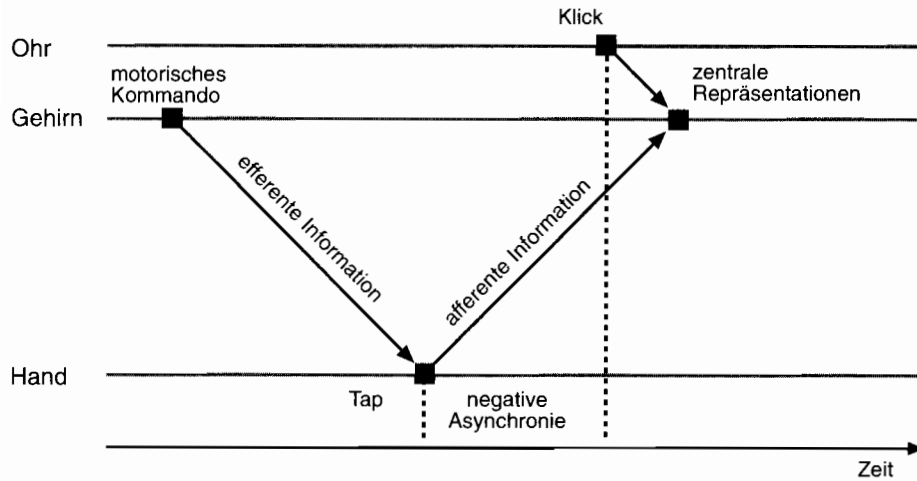 Klick
Ohr
motorisches
Kommando
zentrale
Repräsentationen
Gehirn
efferente Information
afferente Information
Hand
Tap
negative
Asynchronie
Zeit